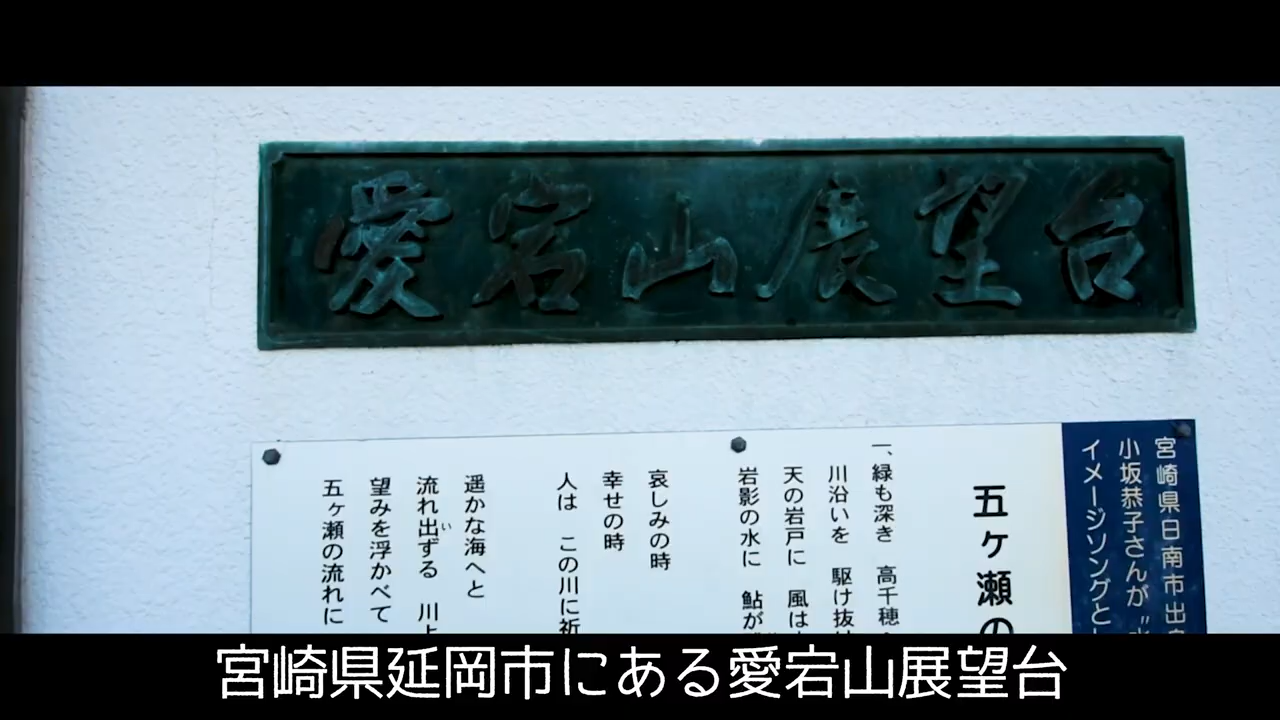 愛宕山展望台
宮崎県日南市出
小坂恭子さんが〝水
イメージソングと
五ヶ瀬の
一、緑も深き 高千穂
川沿いを 駆け抜け
天の岩戸に 風は
岩影の水に 鮎が
哀しみの時
幸せの時
人は この川に祈
遥かな海へと
流れ出ずる 川上
い
望みを浮かべて
五ヶ瀬の流れに
宮崎県延岡市にある愛宕山展望台